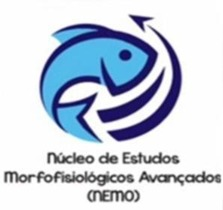 Núcleo de Estudos
Morfofisiológicos Avançados
(NEMO)